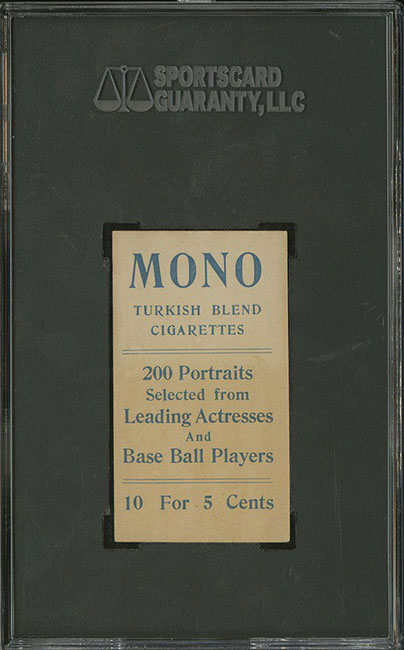 SPORTSCARD
GUARANTY, LLC
MONO
TURKISH BLEND
CIGARETTES
200 Portraits
Selected from
Leading Actresses
And
Base Ball Players
10 For 5 Cents